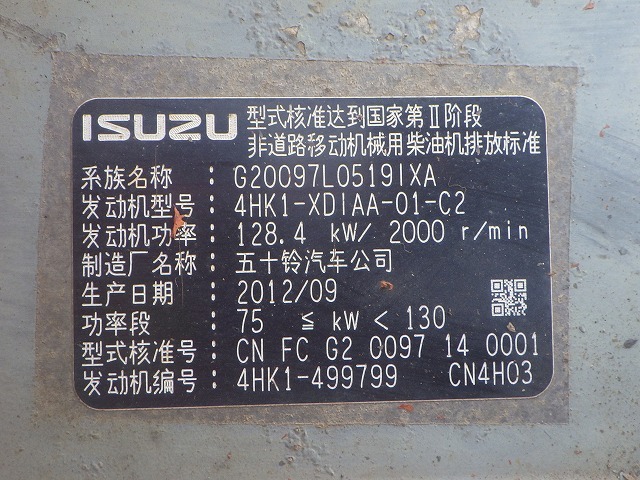 ISUZU
型式核准达到国家第Ⅱ阶段
非道路移动机械用柴油机排放标准
系族名称 : G20097L0519IXA
发动机型号 : 4HK1-XDIAA-01-C2
发动机功率 : 128.4 kW/ 2000 r/min
制造厂名称 : 五十铃汽车公司
生产日期 : 2012/09
功率段 : 75 ≦ kW < 130
型式核准号 : CN FC G2 0097 14 0001
发动机编号 : 4HK1-499799 CN4H03